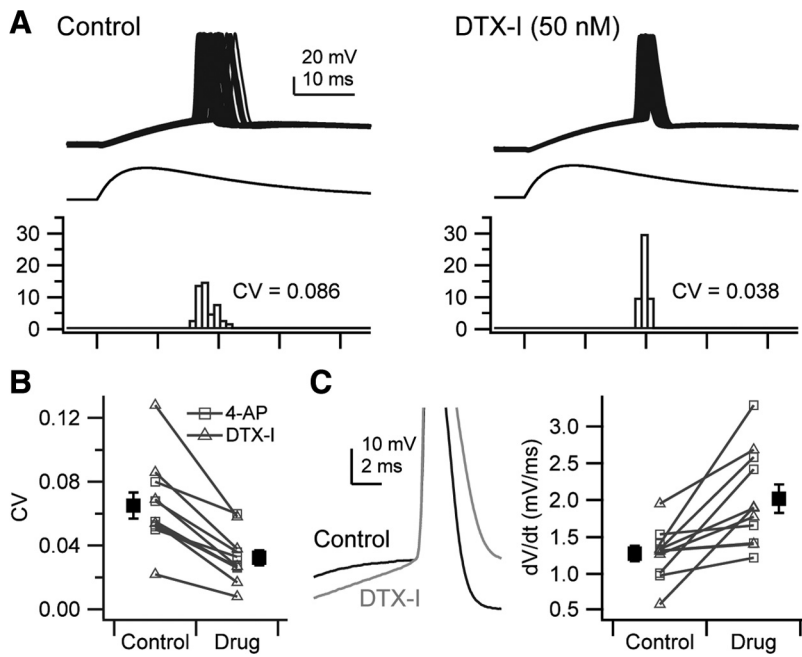 A
Control
DTX-I (50 nM)
20 mV
10 ms
30
20
10
0
CV = 0.086
30
20
10
0
CV = 0.038
B
CV
0.12
0.08
0.04
0.00
4-AP
DTX-I
Control
Drug
C
10 mV
2 ms
Control
DTX-I
dV/dt (mV/ms)
3.0
2.5
2.0
1.5
1.0
0.5
Control
Drug